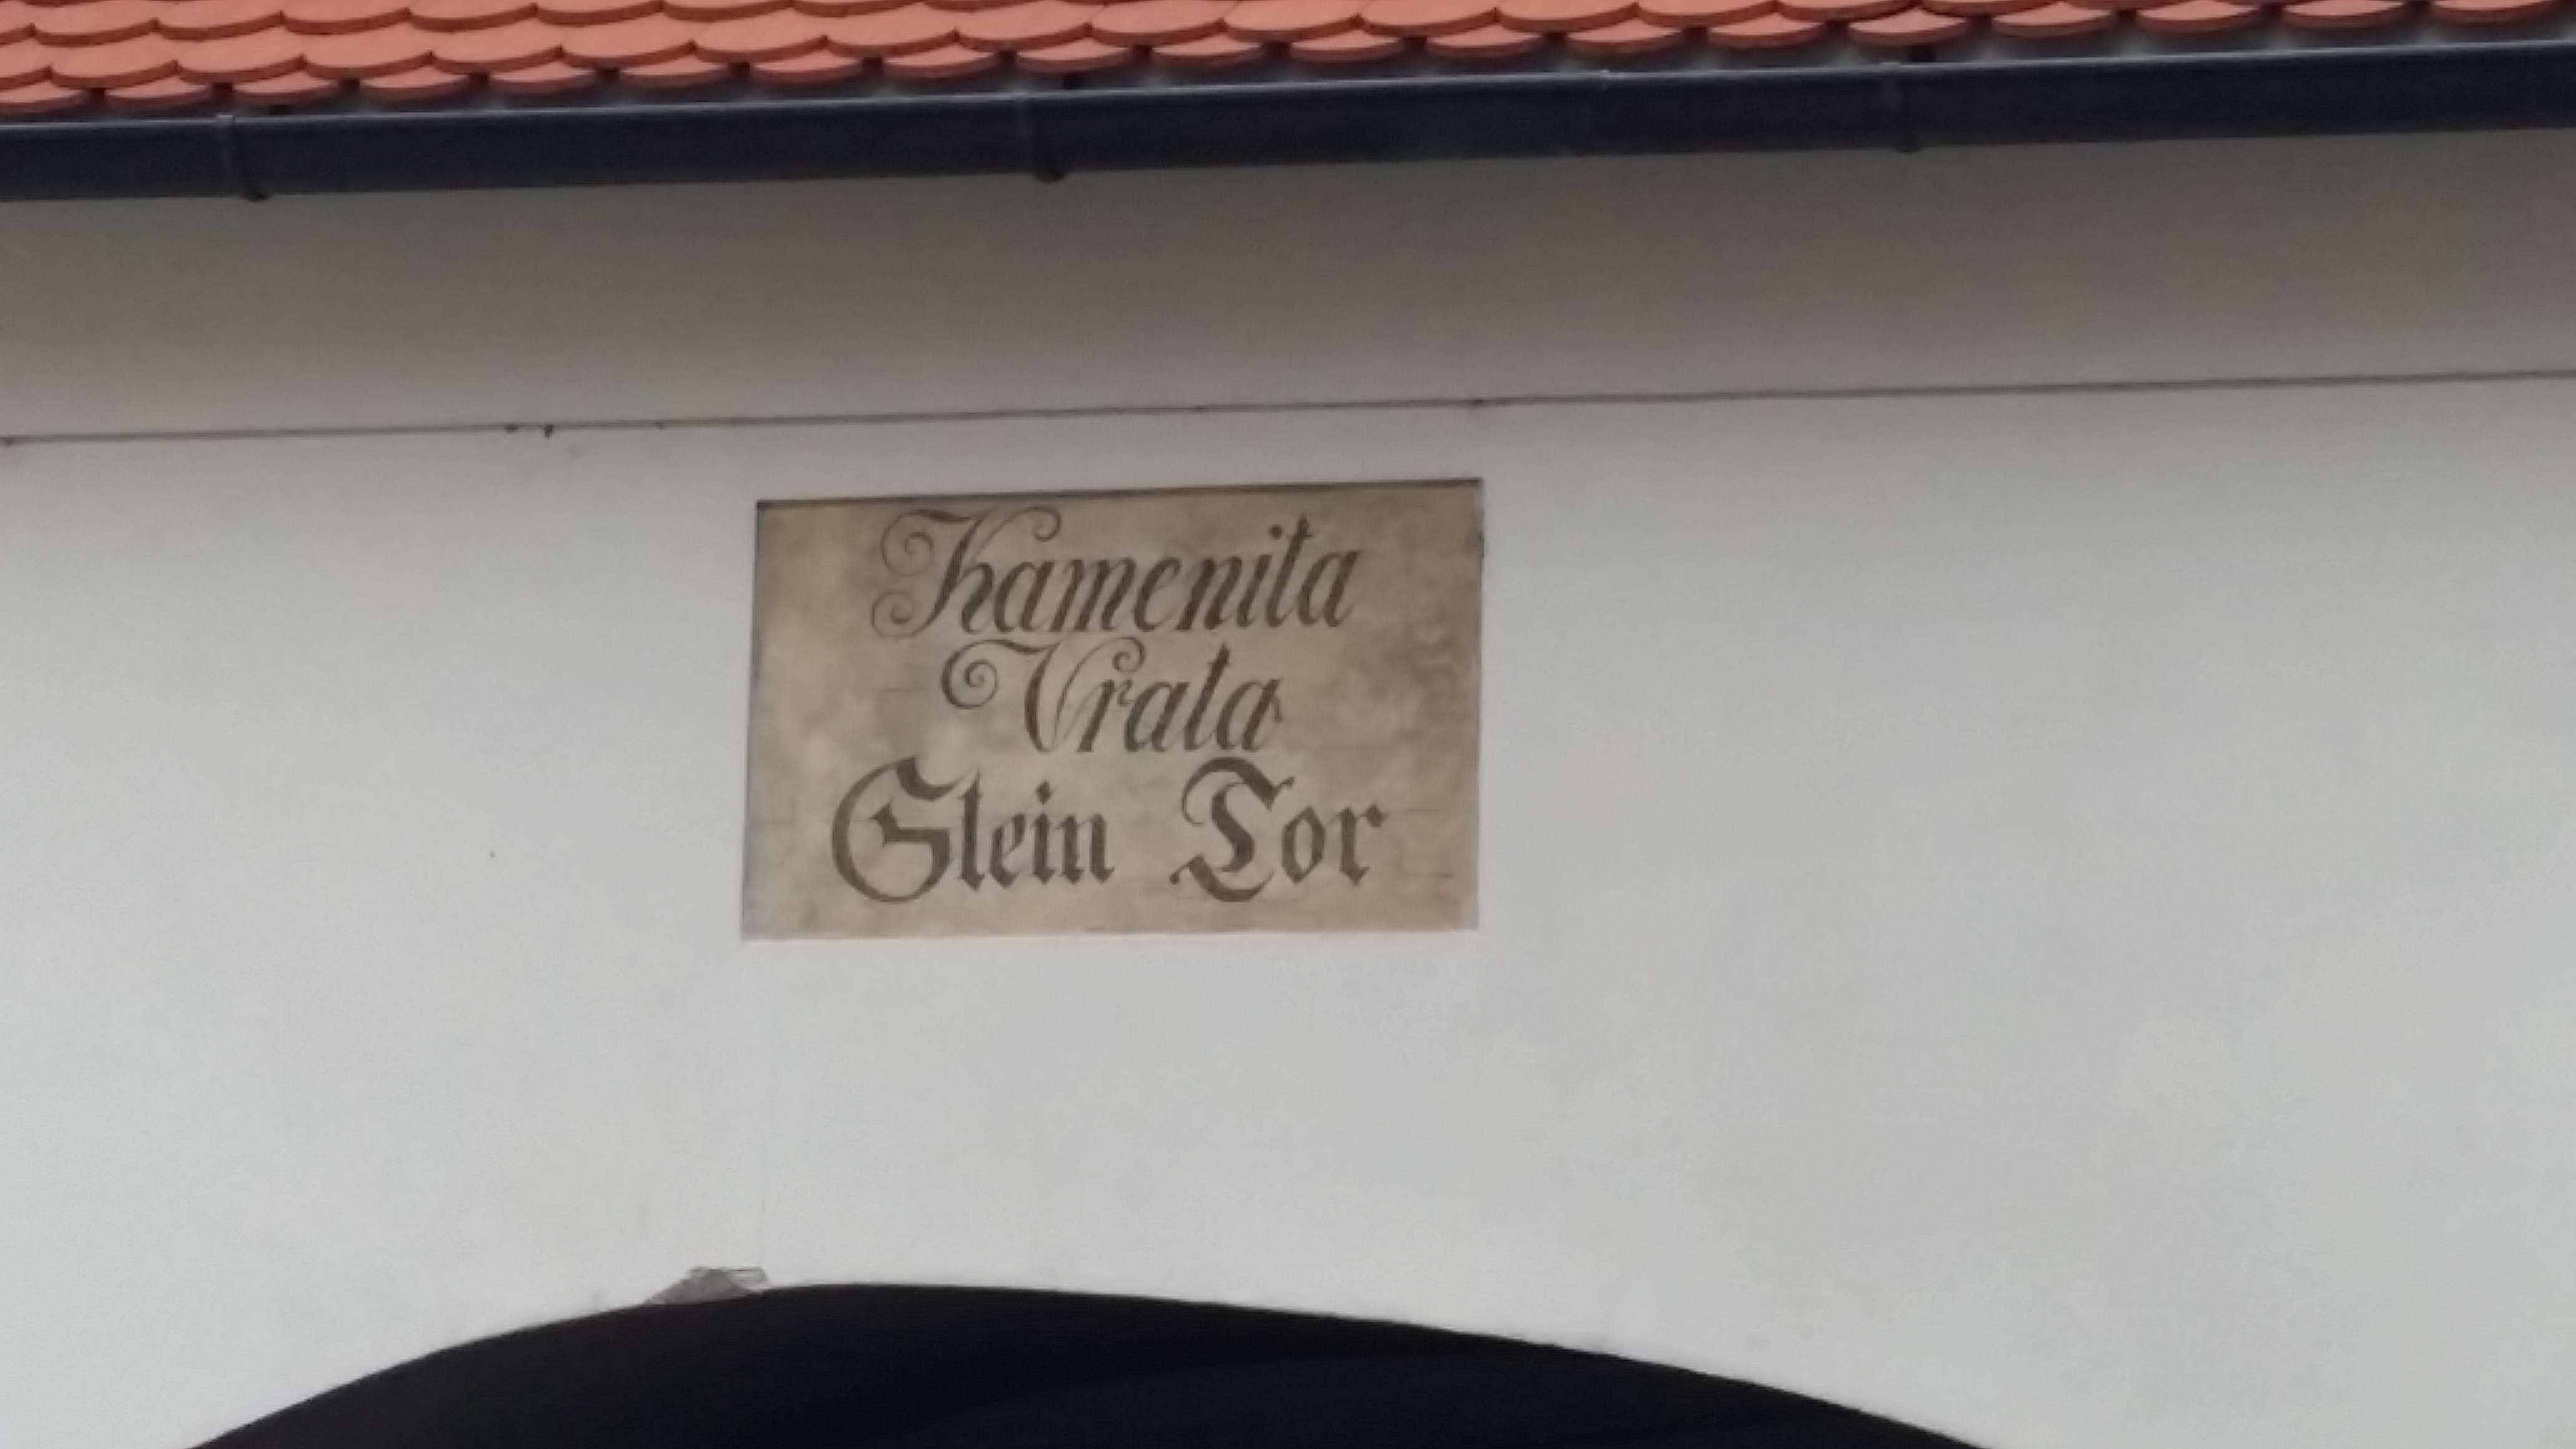 Kamenita
Vrata
Stein Tor